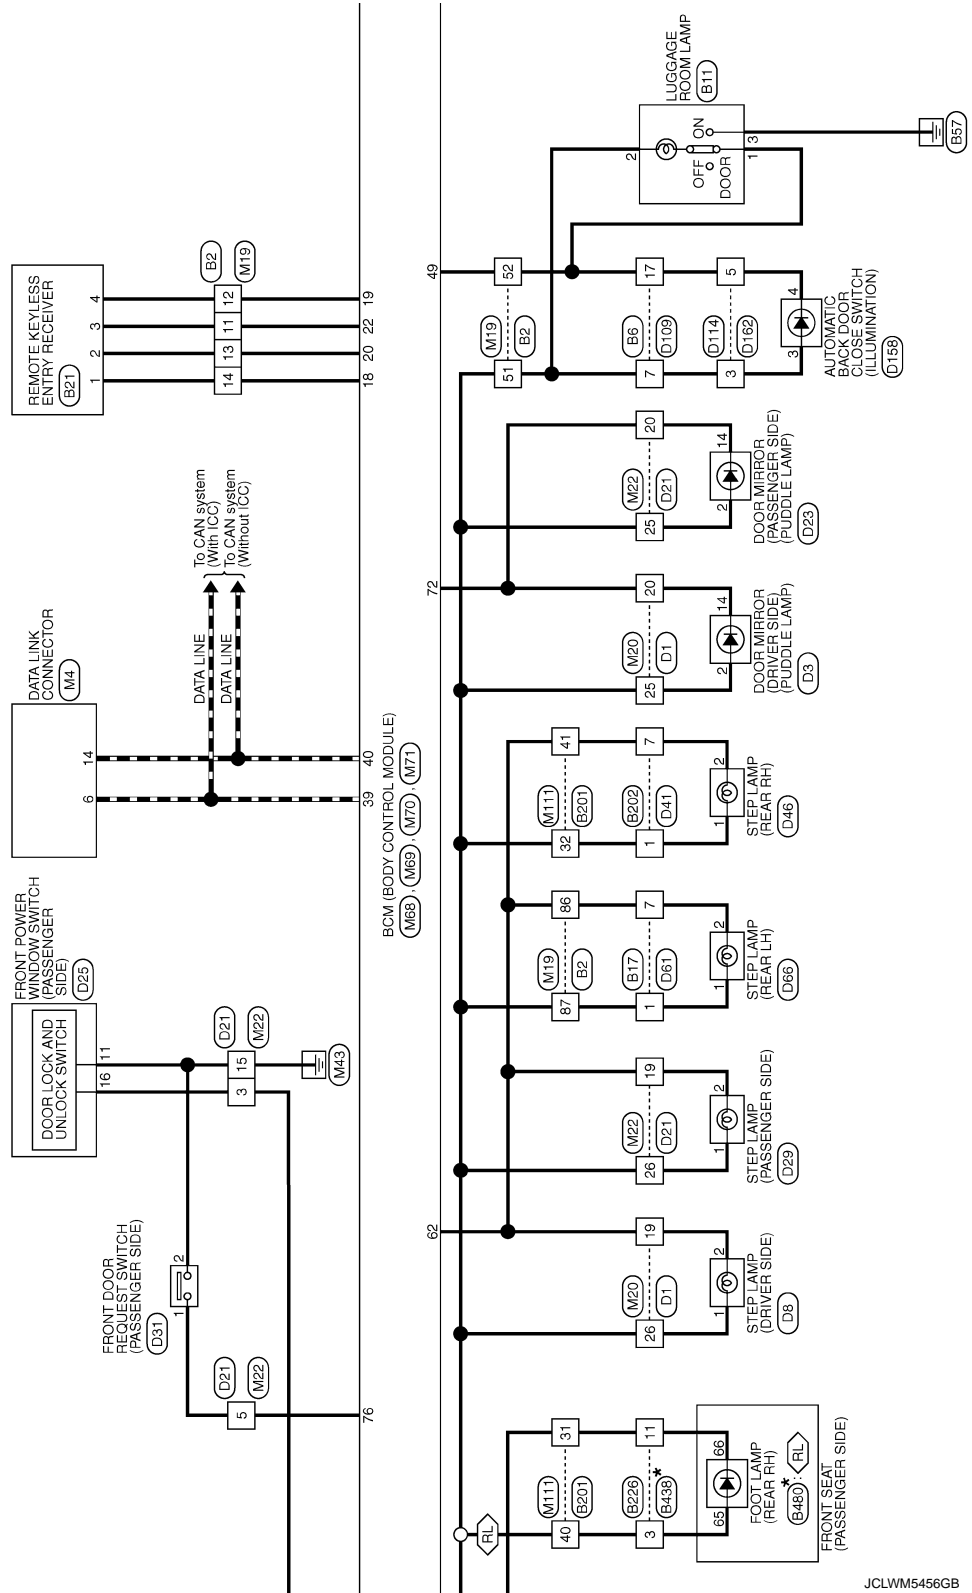 LUGGAGE
ROOM LAMP
B11
REMOTE KEYLESS
ENTRY RECEIVER
B21
1
2
3
4
B2
M19
14
13
11
12
18
20
22
19
DATA LINK
CONNECTOR
M4
6
14
DATA LINE
DATA LINE
To CAN system
(With ICC)
To CAN system
(Without ICC)
39
40
FRONT POWER
WINDOW SWITCH
(PASSENGER
SIDE)
D25
DOOR LOCK AND
UNLOCK SWITCH
16
11
D21
M22
3
15
M43
FRONT DOOR
REQUEST SWITCH
(PASSENGER SIDE)
D31
1
2
D21
M22
5
76
BCM (BODY CONTROL MODULE)
M68 , M69 , M70 , M71
62
72
49
RL
M111
B201
40
31
B226
B438 *
3
11
65
66
FOOT LAMP
(REAR RH)
B480 * : RL
FRONT SEAT
(PASSENGER SIDE)
M20
D1
26
19
1
2
STEP LAMP
(DRIVER SIDE)
D8
M22
D21
26
19
1
2
STEP LAMP
(PASSENGER SIDE)
D29
M19
B2
87
86
B17
D61
1
7
1
2
STEP LAMP
(REAR LH)
D66
M111
B201
32
41
B202
D41
1
7
1
2
STEP LAMP
(REAR RH)
D46
M20
D1
25
20
2
14
DOOR MIRROR
(DRIVER SIDE)
(PUDDLE LAMP)
D3
M22
D21
25
20
2
14
DOOR MIRROR
(PASSENGER SIDE)
(PUDDLE LAMP)
D23
M19
B2
51
52
B6
D109
7
17
D114
D162
3
5
3
4
AUTOMATIC
BACK DOOR
CLOSE SWITCH
(ILLUMINATION)
D158
2
OFF
ON
DOOR
1
3
B57
JCLWM5456GB